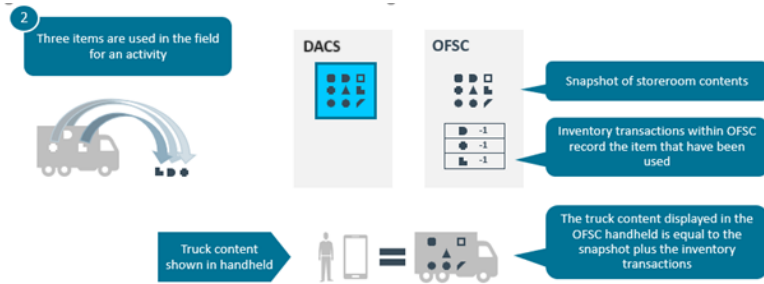 2
Three items are used in the field
for an activity
DACS
OFSC
Snapshot of storeroom contents
-1
-1
-1
Inventory transactions within OFSC
record the item that have been
used
Truck content
shown in handheld
=
The truck content displayed in the
OFSC handheld is equal to the
snapshot plus the inventory
transactions